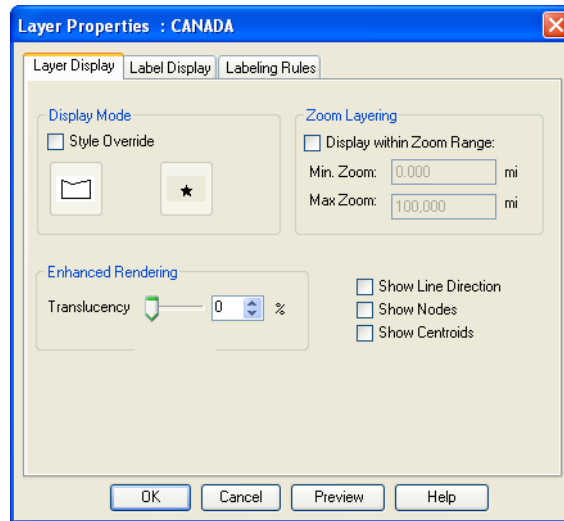 Layer Properties : CANADA
Layer Display Label Display Labeling Rules
Display Mode
Style Override
Zoom Layering
Display within Zoom Range:
Min. Zoom: 0.000 mi
Max Zoom: 100,000 mi
Enhanced Rendering
Translucency 0 %
Show Line Direction
Show Nodes
Show Centroids
OK Cancel Preview Help